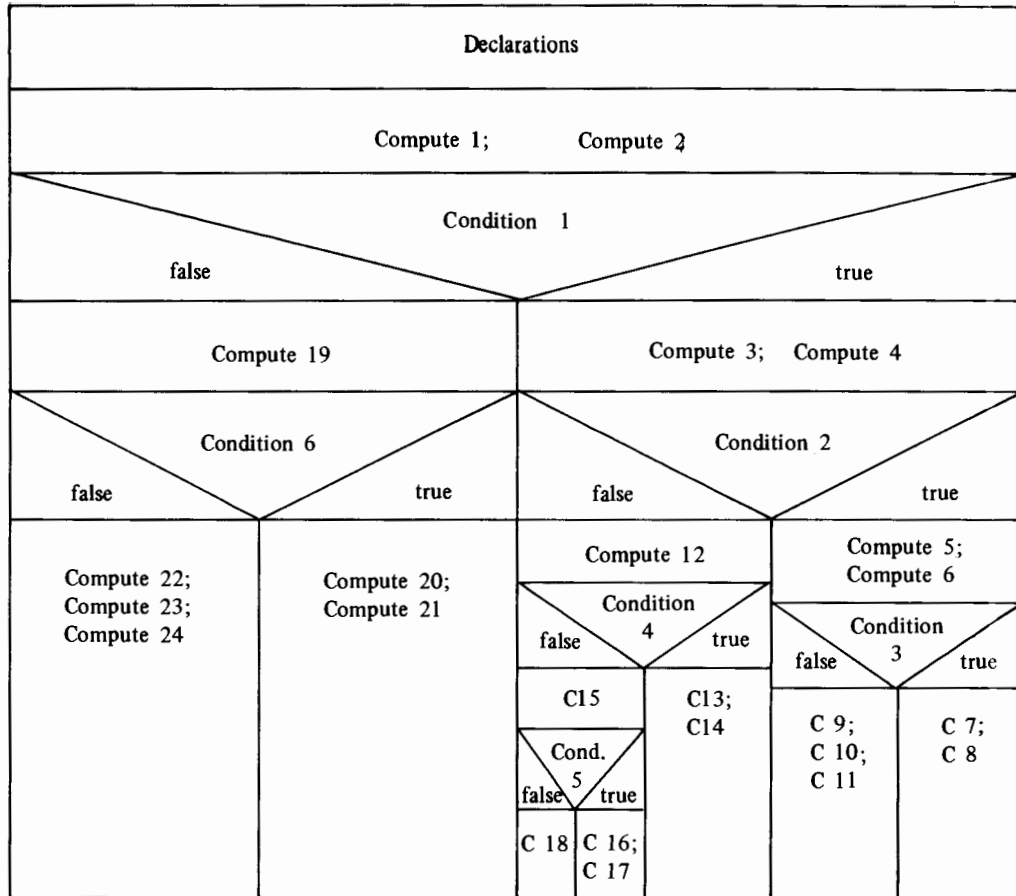 Declarations
Compute 1; Compute 2;
Condition 1
false true
Compute 19
Compute 3; Compute 4
Condition 6
false true
Condition 2
false true
Compute 22;
Compute 23;
Compute 24
Compute 20;
Compute 21
Compute 12
Condition
4
false true
Compute 5;
Compute 6
Condition
3
false true
C15
Cond.
5
false true
C 18
C 16;
C 17
C13;
C14
C 9;
C 10;
C 11
C 7;
C 8